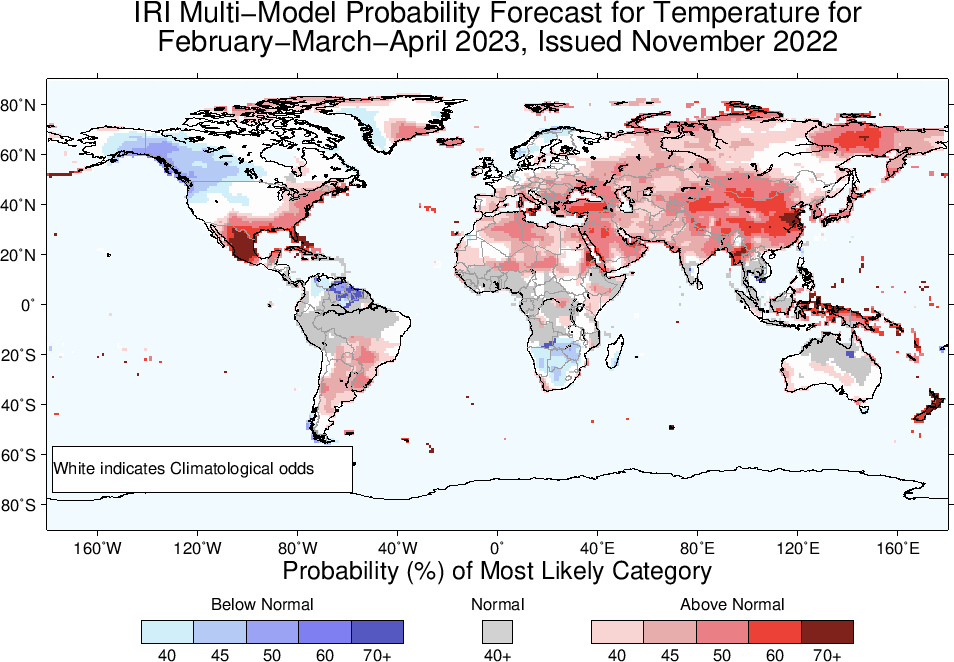 IRI Multi−Model Probability Forecast for Temperature for
February−March−April 2023, Issued November 2022
80˚N
60˚N
40˚N
20˚N
0˚
20˚S
40˚S
60˚S
80˚S
White indicates Climatological odds
160˚W 120˚W 80˚W 40˚W 0˚ 40˚E 80˚E 120˚E 160˚E
Probability (%) of Most Likely Category
Below Normal Normal Above Normal
40 45 50 60 70+ 40+ 40 45 50 60 70+